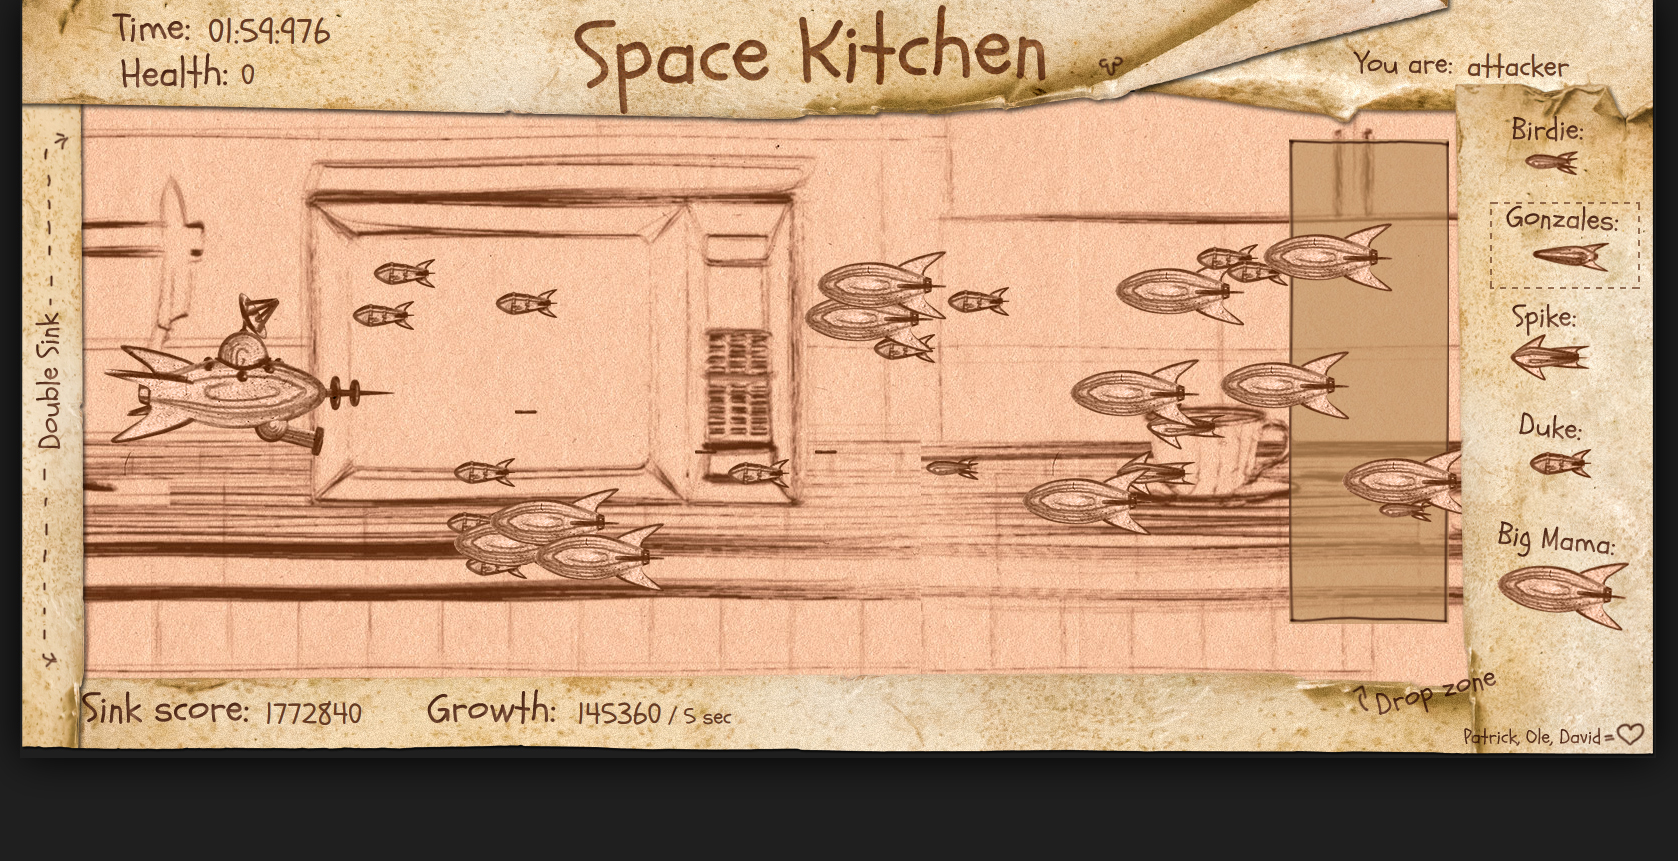 Time: 01:59:976
Health: 0
Space Kitchen
You are: attacker
Birdie:
Gonzales:
Spike:
Duke:
Big Mama:
Double Sink
Drop zone
Sink score: 1772840
Growth: 145360 / 5 sec
Patrick, Ole, David=